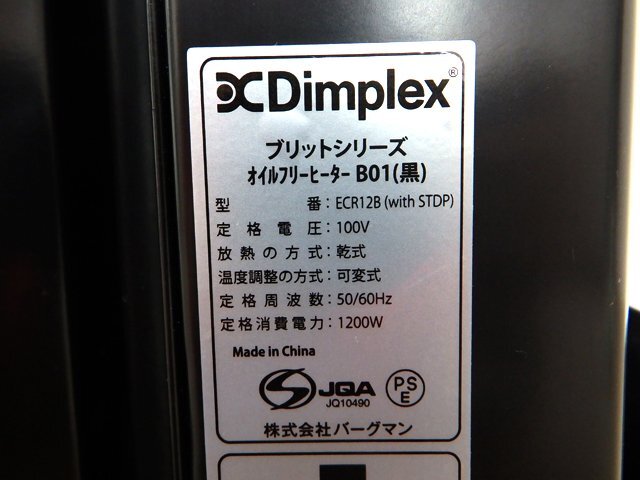 Dimplex®
ブリットシリーズ
オイルフリーヒーター B01(黒)
型番:ECR12B (with STDP)
定格電圧:100V
放熱の方式:乾式
温度調整の方式:可変式
定格周波数:50/60Hz
定格消費電力:1200W
Made in China
JQA
JQ10490
PS
E
株式会社バーグマン